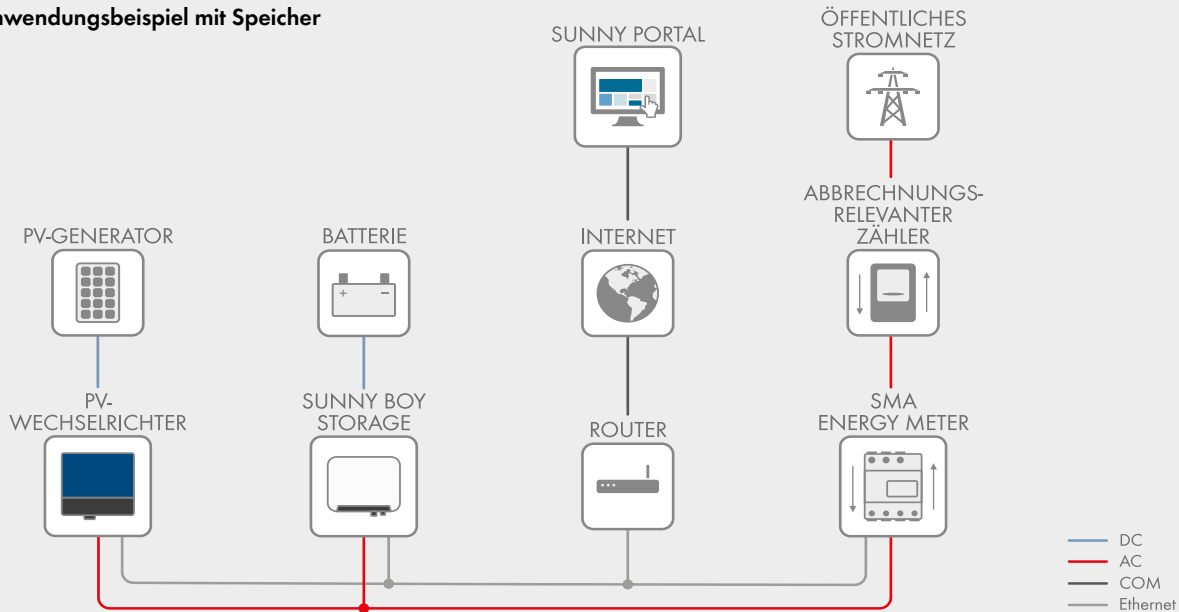 nwendungsbeispiel mit Speicher
SUNNY PORTAL
ÖFFENTLICHES
STROMNETZ
ABBRECHNUNGS-
RELEVANTER
ZÄHLER
PV-GENERATOR
BATTERIE
INTERNET
PV-
WECHSELRICHTER
SUNNY BOY
STORAGE
ROUTER
SMA
ENERGY METER
DC
AC
COM
Ethernet